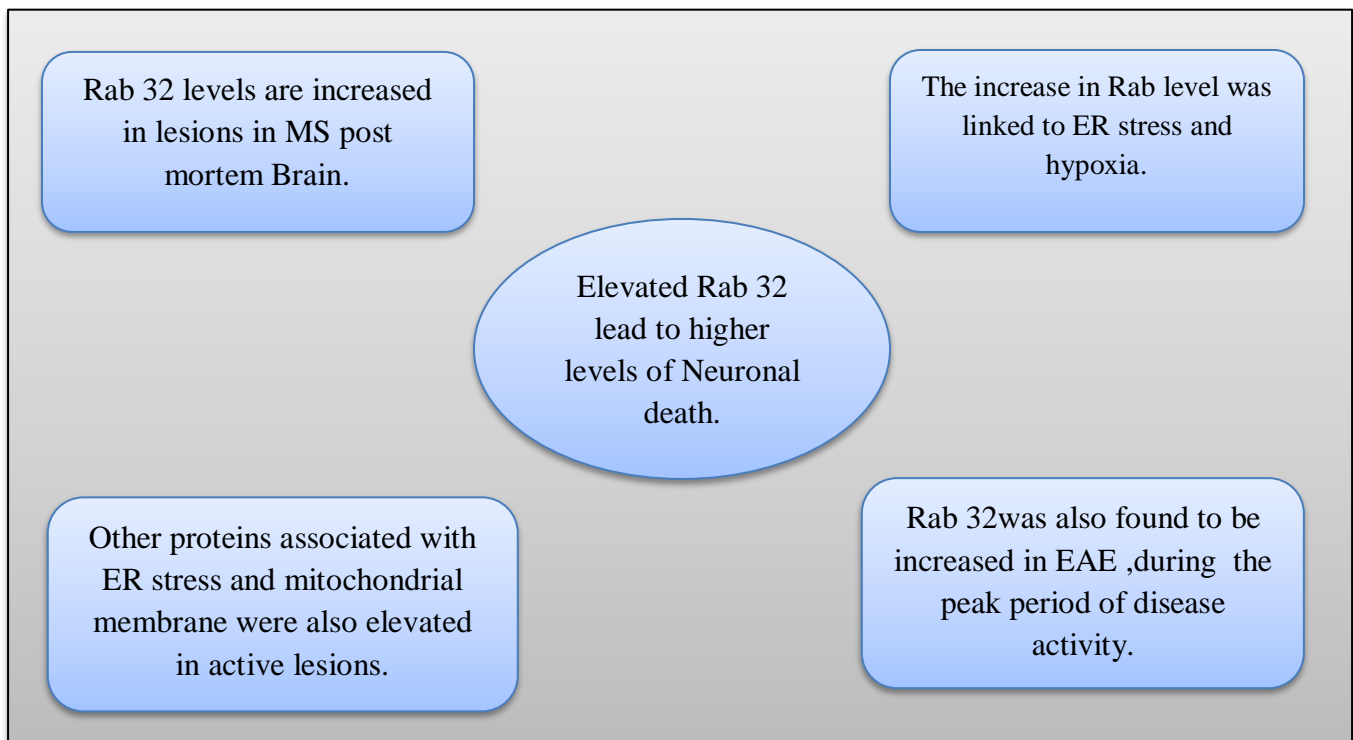 Rab 32 levels are increased
in lesions in MS post
mortem Brain.
The increase in Rab level was
linked to ER stress and
hypoxia.
Elevated Rab 32
lead to higher
levels of Neuronal
death.
Other proteins associated with
ER stress and mitochondrial
membrane were also elevated
in active lesions.
Rab 32was also found to be
increased in EAE ,during  the
peak period of disease
activity.